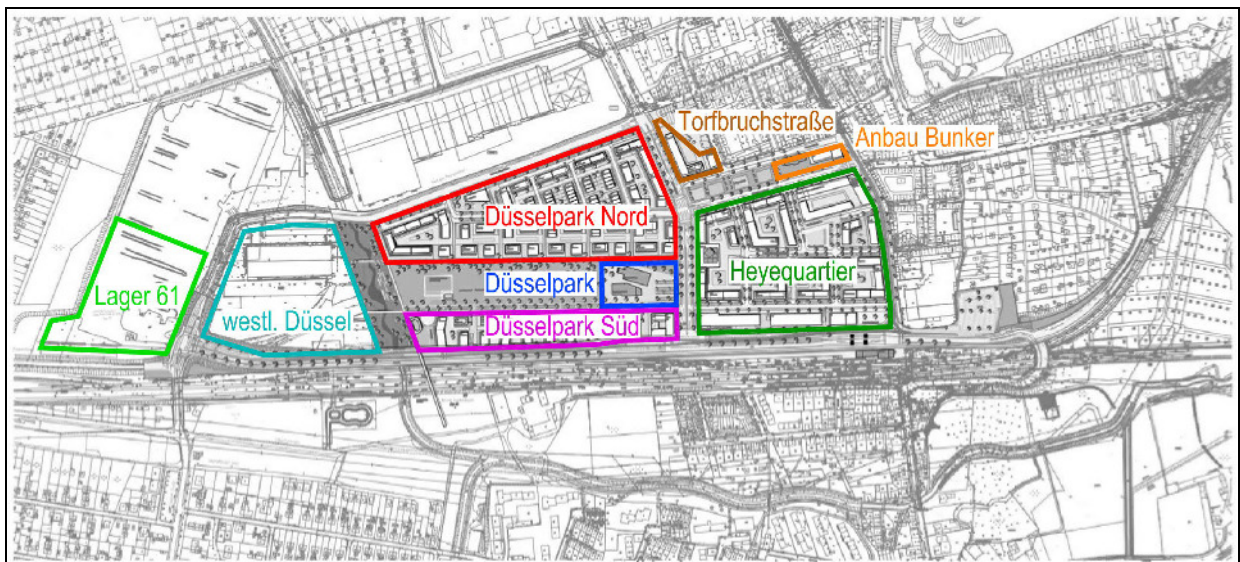 Torfbruchstraße
Anbau Bunker
Düsselpark Nord
Heyequartier
Düsselpark
Lager 61
westl. Düssel
Düsselpark Süd